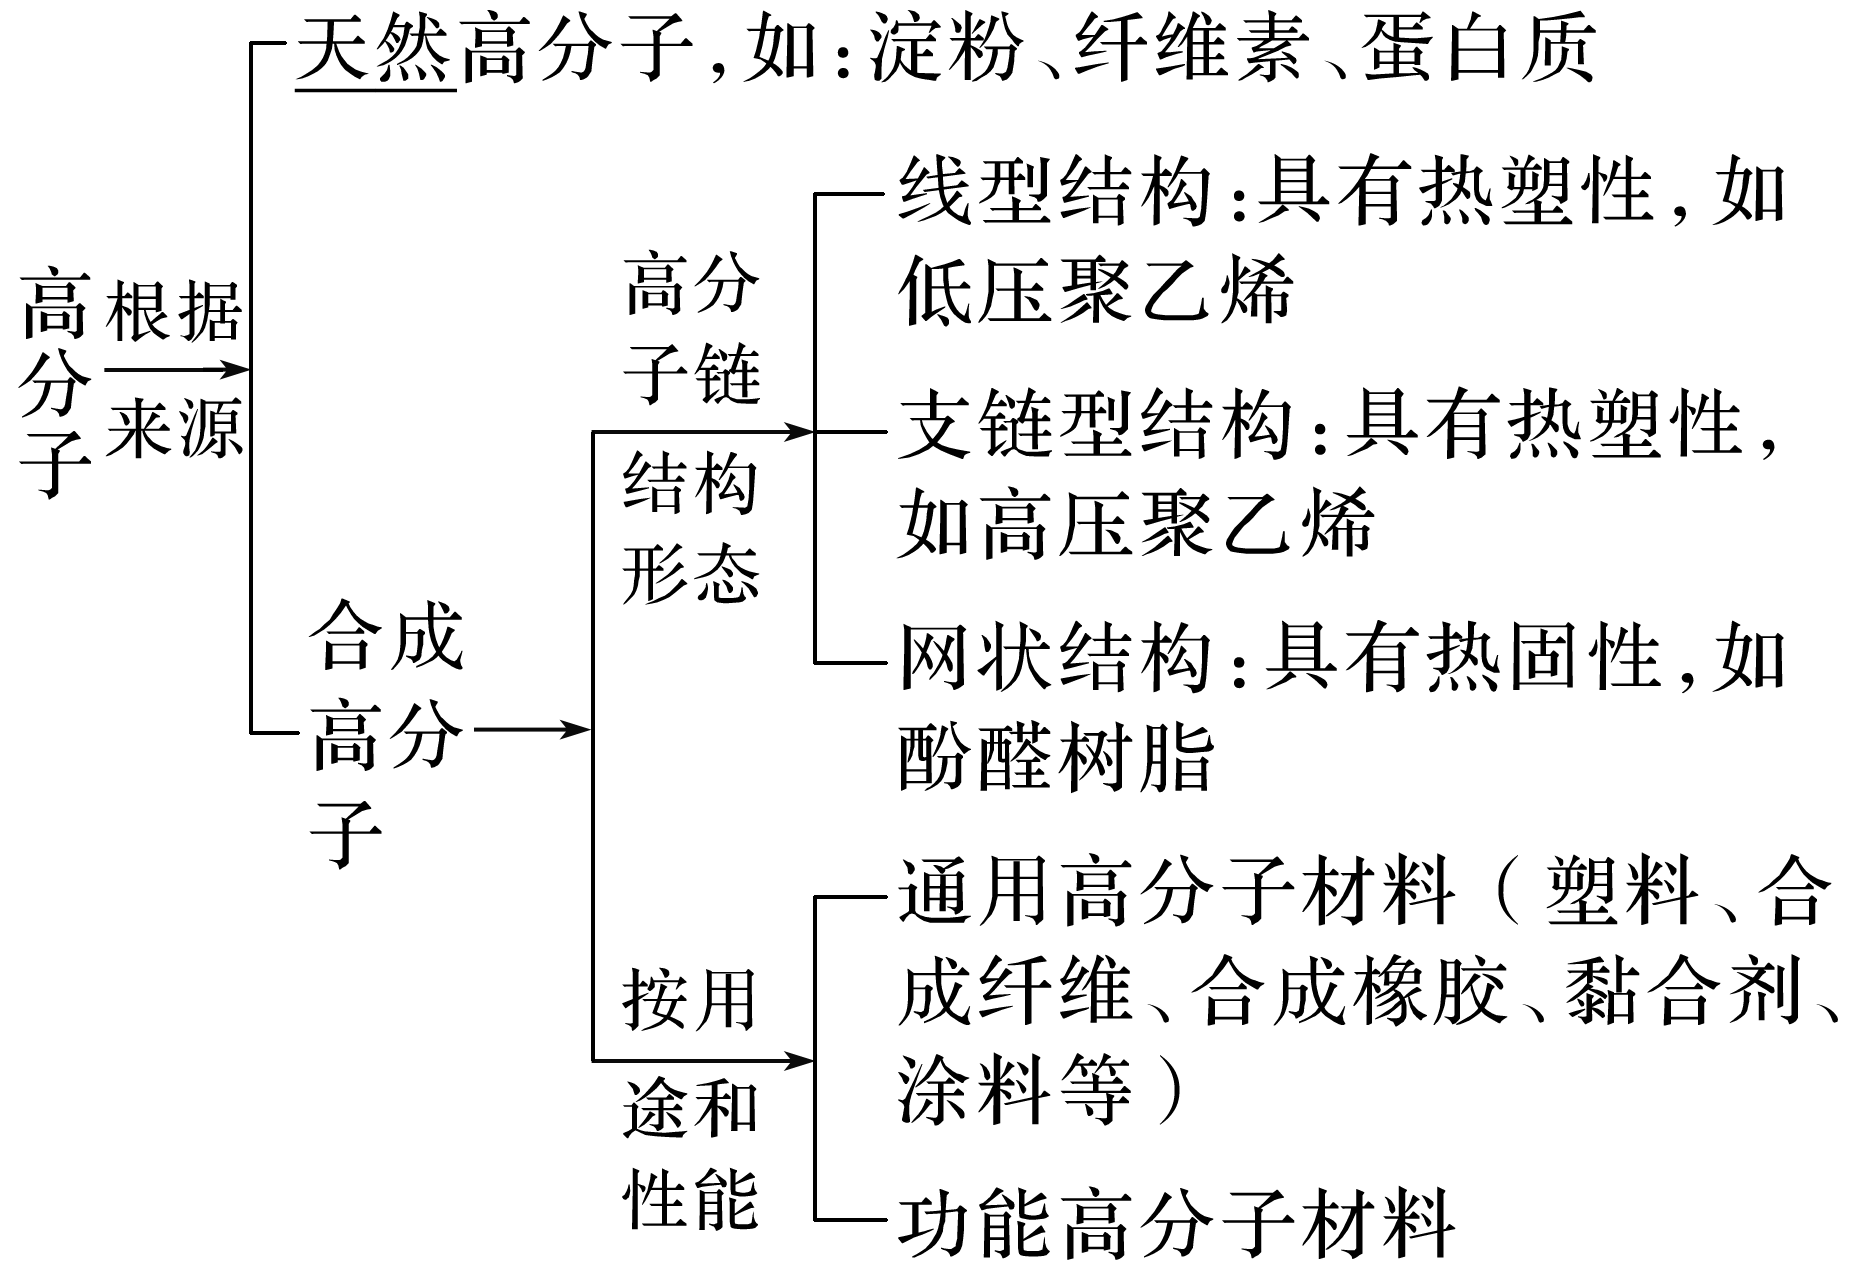 天然高分子,如:淀粉、纤维素、蛋白质
高分子
根据
来源
合成
高分
子
高分
子链
结构
形态
线型结构:具有热塑性,如
低压聚乙烯
支链型结构:具有热塑性,
如高压聚乙烯
网状结构:具有热固性,如
酚醛树脂
按用
途和
性能
通用高分子材料(塑料、合
成纤维、合成橡胶、黏合剂、
涂料等)
功能高分子材料